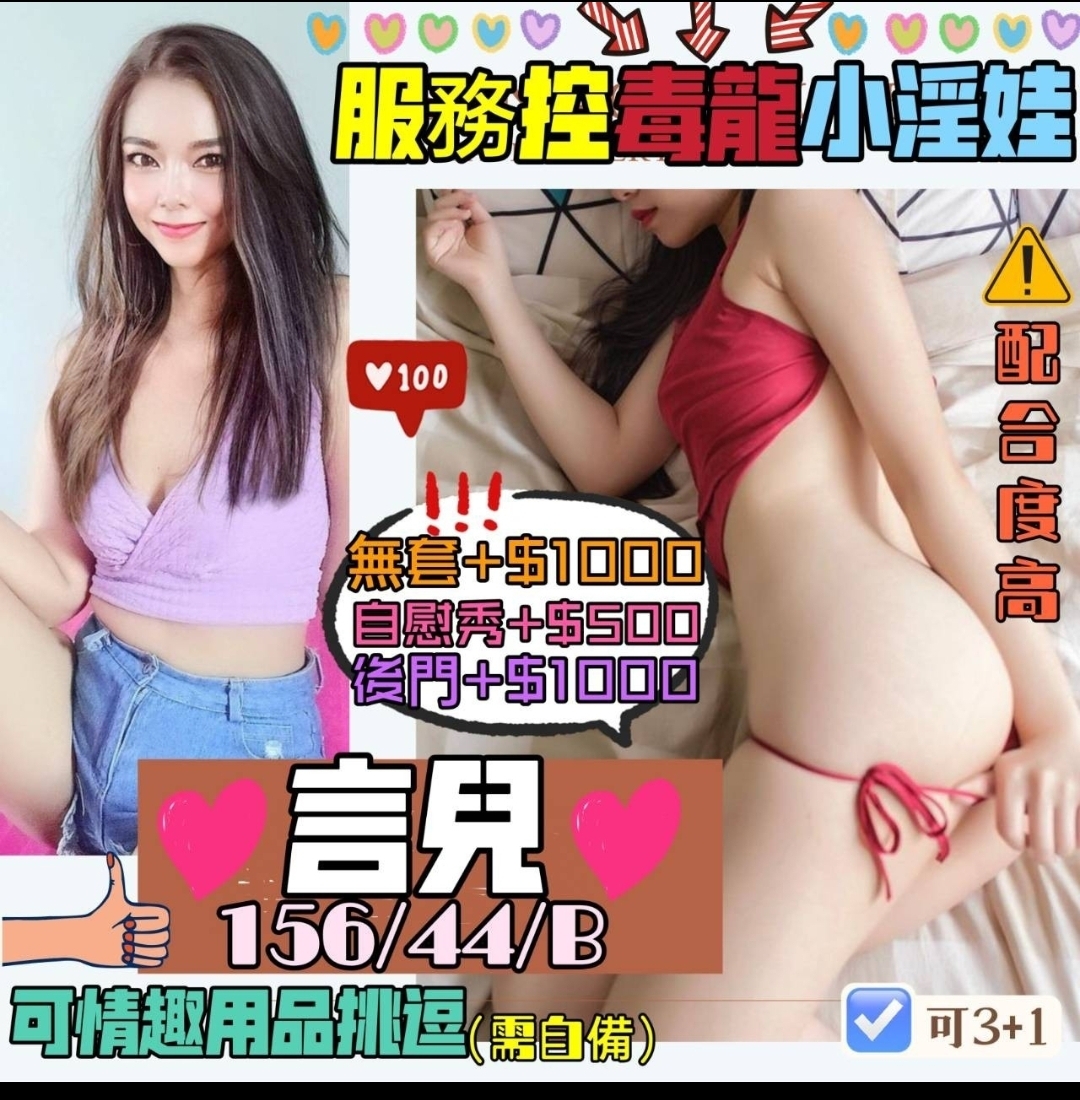 服務控毒龍小淫娃
配合度高
100
!!!
無套+$1000
自慰秀+$500
後門+$1000
言兒
156/44/B
可情趣用品挑逗(需自備)
可3+1